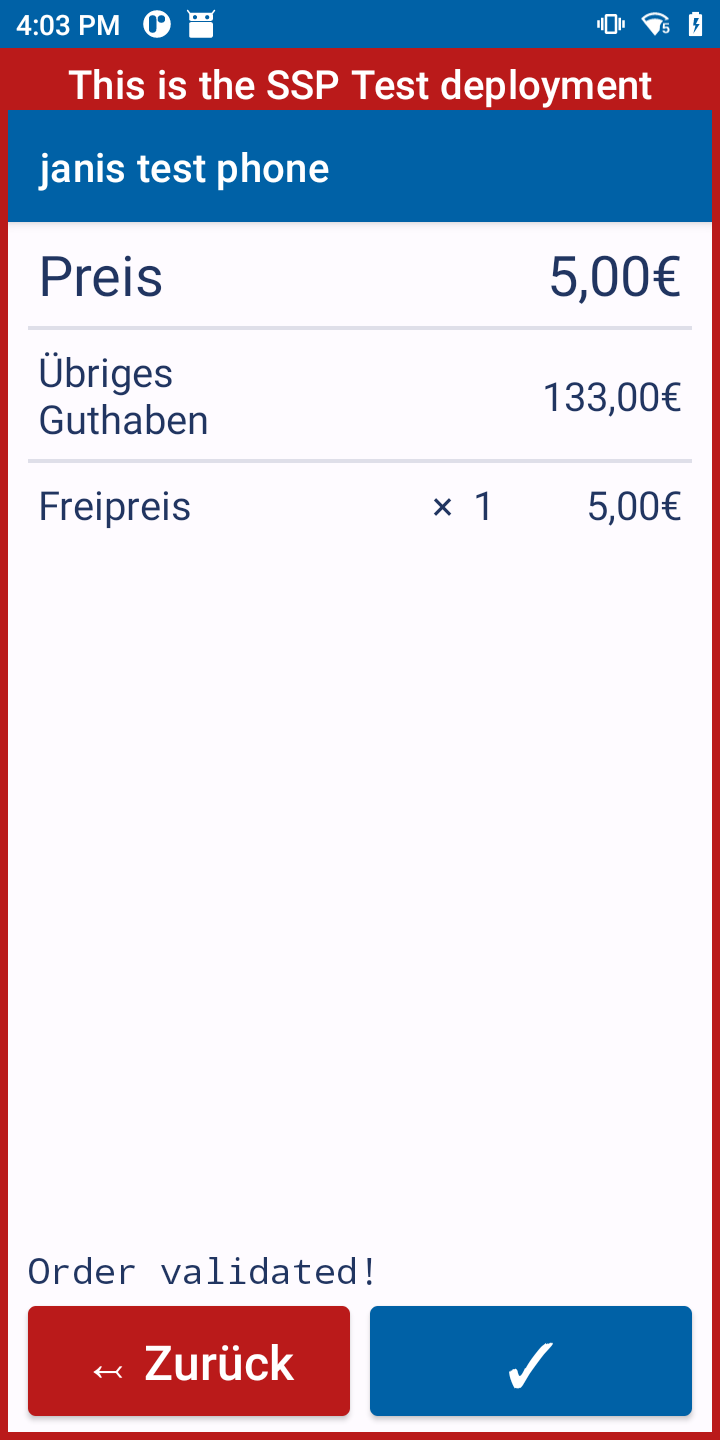 4:03 PM 5
This is the SSP Test deployment
janis test phone
Preis 5,00€
Übriges
Guthaben 133,00€
Freipreis × 1 5,00€
Order validated!
← Zurück ✓